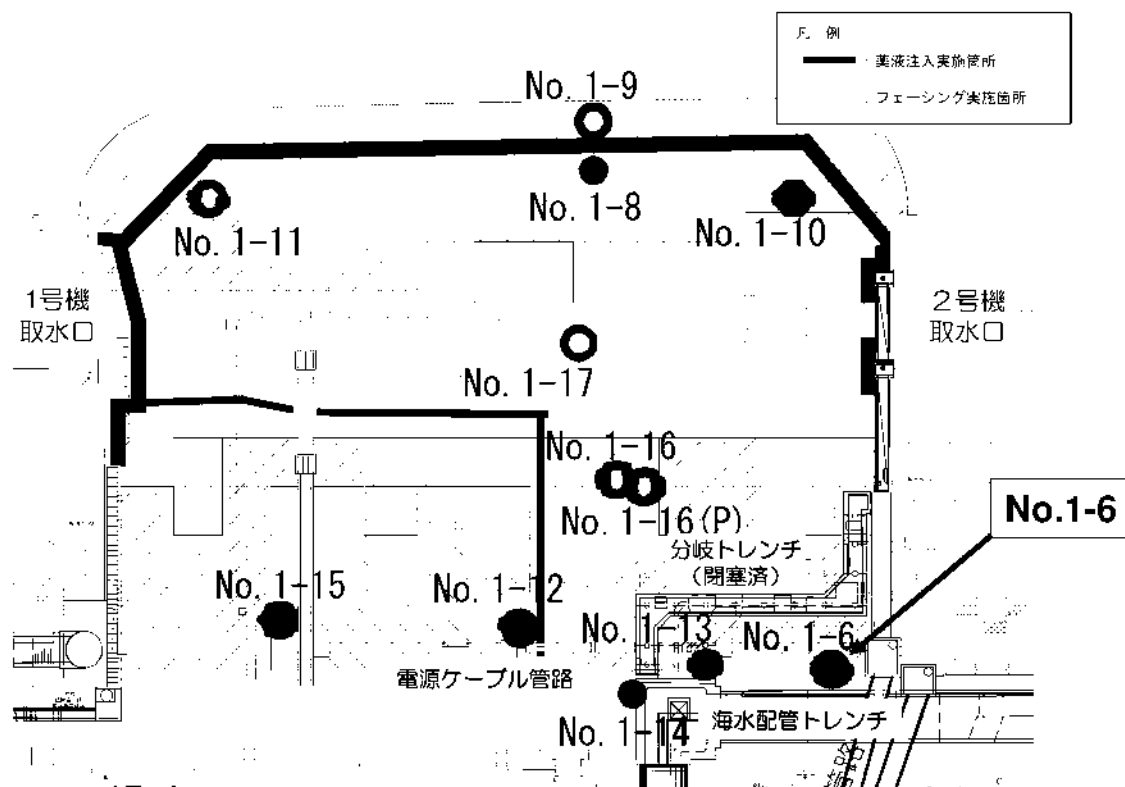 凡 例
薬液注入実施箇所
フェーシング実施箇所
No. 1-9
No. 1-8
No. 1-10
No. 1-11
1号機
取水口
2号機
取水口
No. 1-17
No. 1-16
No. 1-16(P)
No.1-6
分岐トレンチ
(閉塞済)
No. 1-15
No. 1-12
No. 1-13
No. 1-6
電源ケーブル管路
海水配管トレンチ
No. 1-14